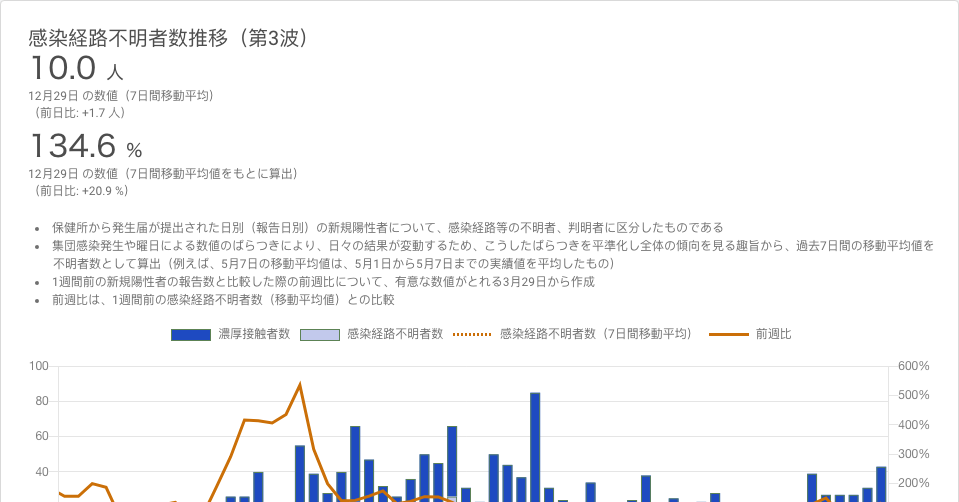 感染経路不明者数推移（第3波）
10.0 人
12月29日 の数値（7日間移動平均）
（前日比: +1.7 人）
134.6 %
12月29日 の数値（7日間移動平均値をもとに算出）
（前日比: +20.9 %）
• 保健所から発生届が提出された日別（報告日別）の新規陽性者について、感染経路等の不明者、判明者に区分したものである
• 集団感染発生や曜日による数値のばらつきにより、日々の結果が変動するため、こうしたばらつきを平準化し全体の傾向を見る趣旨から、過去7日間の移動平均値を
不明者数として算出（例えば、5月7日の移動平均値は、5月1日から5月7日までの実績値を平均したもの）
• 1週間前の新規陽性者の報告数と比較した際の前週比について、有意な数値がとれる3月29日から作成
• 前週比は、1週間前の感染経路不明者数（移動平均値）との比較
濃厚接触者数 感染経路不明者数 感染経路不明者数（7日間移動平均） 前週比
100 600%
500%
80
400%
60
300%
40
200%